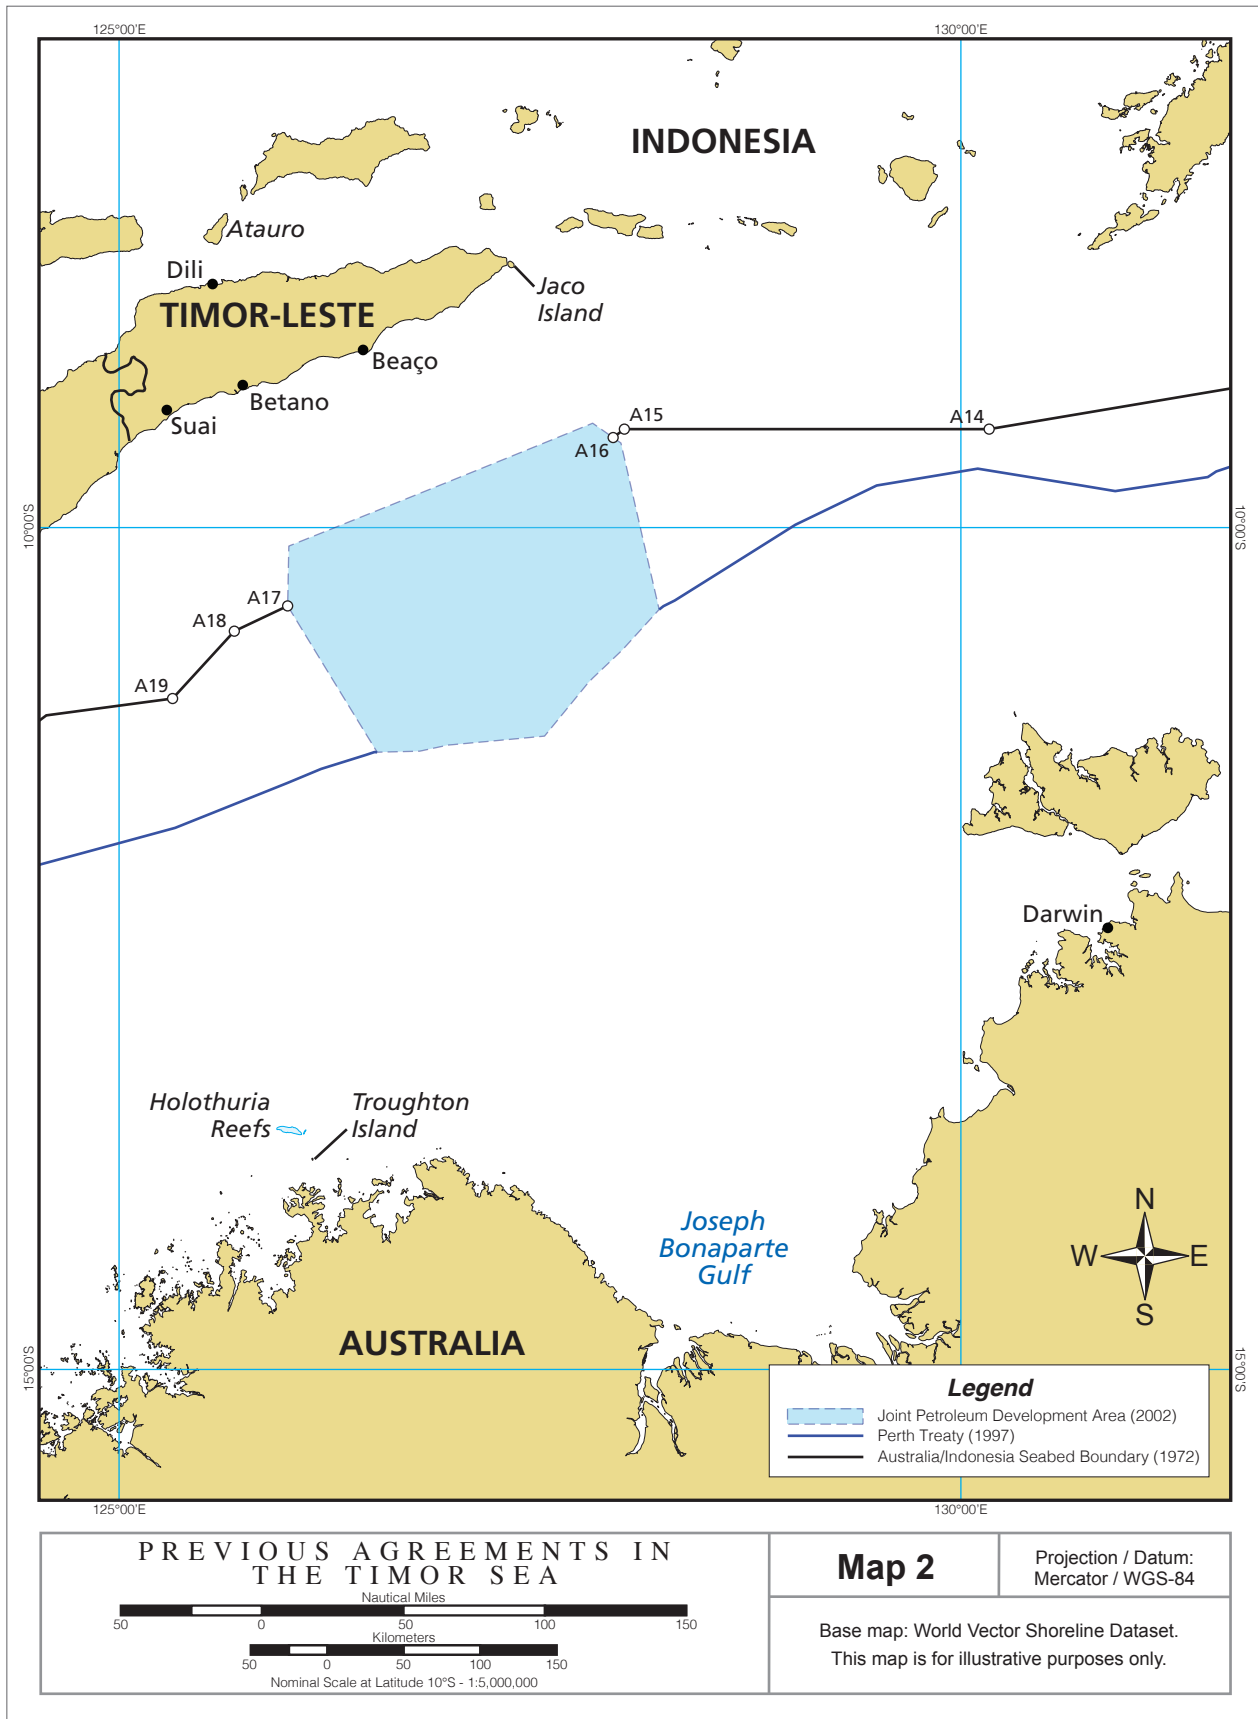 125°00'E
130°00'E
INDONESIA
Atauro
Dili
TIMOR-LESTE
Jaco
Island
Beaço
Betano
Suai
A15
A14
A16
10°00'S
10°00'S
A17
A18
A19
Darwin
Holothuria
Reefs
Troughton
Island
Joseph
Bonaparte
Gulf
N
W
E
S
AUSTRALIA
15°00'S
15°00'S
Legend
Joint Petroleum Development Area (2002)
Perth Treaty (1997)
Australia/Indonesia Seabed Boundary (1972)
125°00'E
130°00'E
PREVIOUS AGREEMENTS IN
THE TIMOR SEA
Nautical Miles
50 0 50 100 150
Kilometers
50 0 50 100 150
Nominal Scale at Latitude 10°S - 1:5,000,000
Map 2
Projection / Datum:
Mercator / WGS-84
Base map: World Vector Shoreline Dataset.
This map is for illustrative purposes only.